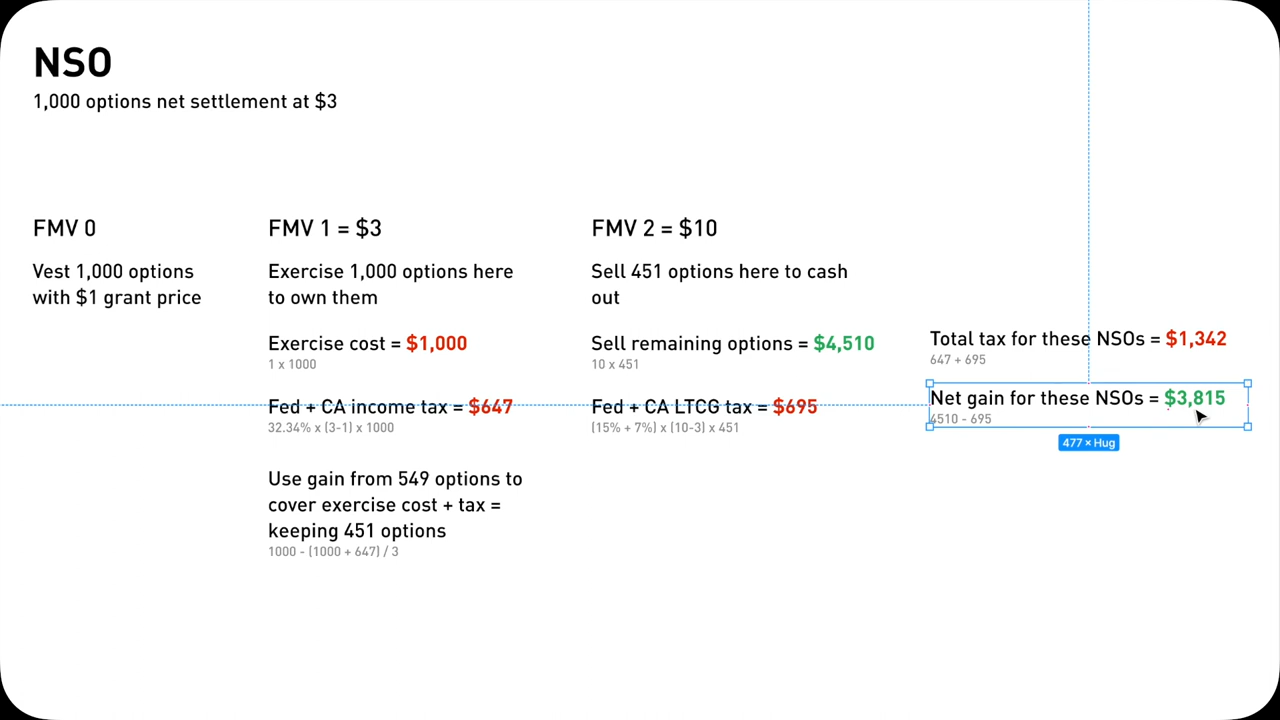 NSO
1,000 options net settlement at $3
FMV 0
Vest 1,000 options
with $1 grant price
FMV 1 = $3
Exercise 1,000 options here
to own them
Exercise cost = $1,000
1 x 1000
Fed + CA income tax = $647
32.34% x (3-1) x 1000
Use gain from 549 options to
cover exercise cost + tax =
keeping 451 options
1000 - (1000 + 647) / 3
FMV 2 = $10
Sell 451 options here to cash
out
Sell remaining options = $4,510
10 x 451
Fed + CA LTCG tax = $695
(15% + 7%) x (10-3) x 451
Total tax for these NSOs = $1,342
647 + 695
Net gain for these NSOs = $3,815
4510 - 695
477 × Hug